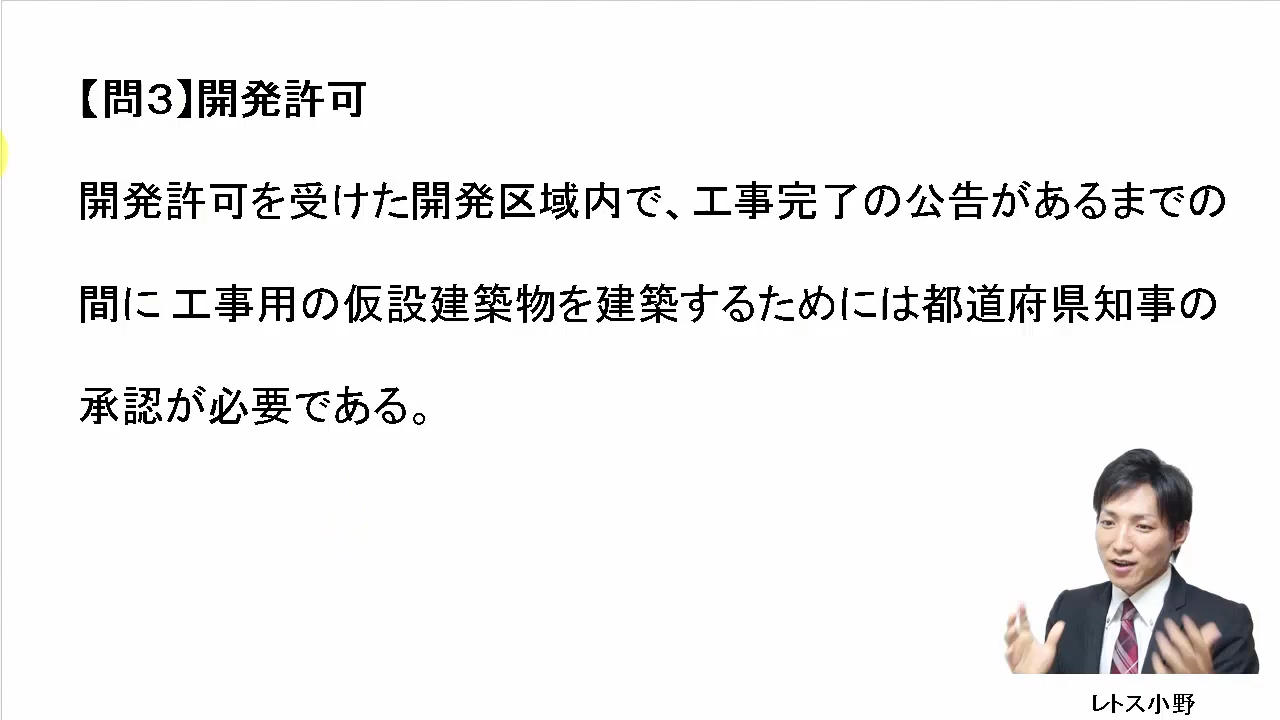 【問３】開発許可
開発許可を受けた開発区域内で、工事完了の公告があるまでの
間に 工事用の仮設建築物を建築するためには都道府県知事の
承認が必要である。
レトス小野